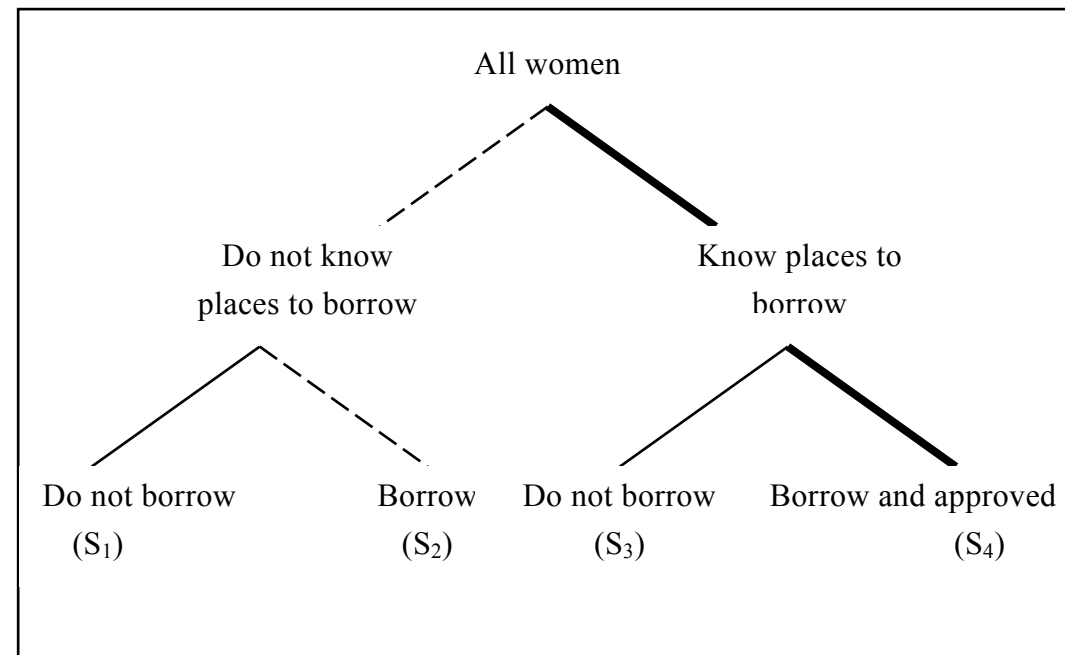 All women
Do not know
places to borrow
Know places to
borrow
Do not borrow
(S₁)
Borrow
(S₂)
Do not borrow
(S₃)
Borrow and approved
(S₄)